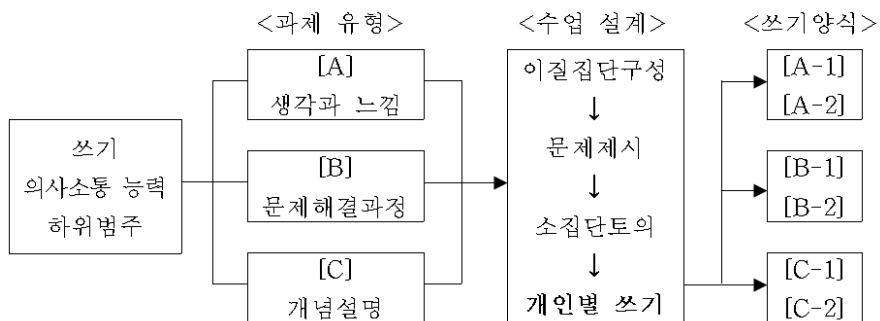 <과제 유형>
<수업 설계>
<쓰기양식>
쓰기
의사소통 능력
하위범주
[A]
생각과 느낌
[B]
문제해결과정
[C]
개념설명
이질집단구성
↓
문제제시
↓
소집단토의
↓
개인별 쓰기
[A-1]
[A-2]
[B-1]
[B-2]
[C-1]
[C-2]